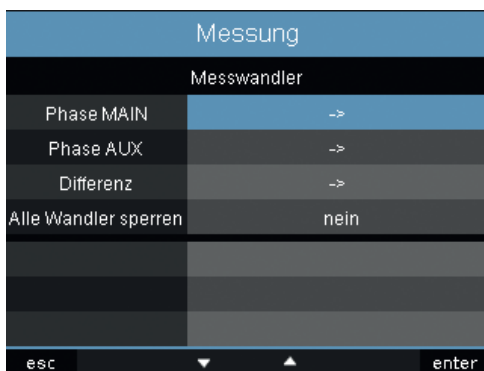 Messung
Messwandler
Phase MAIN ->
Phase AUX ->
Differenz ->
Alle Wandler sperren nein
esc ▼ ▲ enter